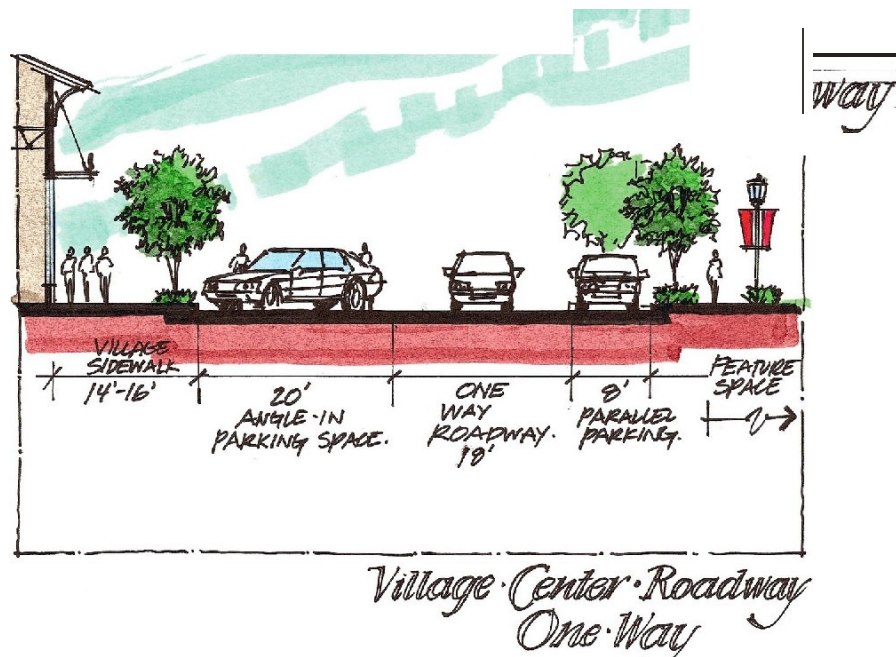 way
VILLAGE
SIDEWALK
14'-16'
20'
ANGLE-IN
PARKING SPACE.
ONE
WAY
ROADWAY.
18'
8'
PARALLEL
PARKING.
FEATURE
SPACE
Village·Center·Roadway
One·Way